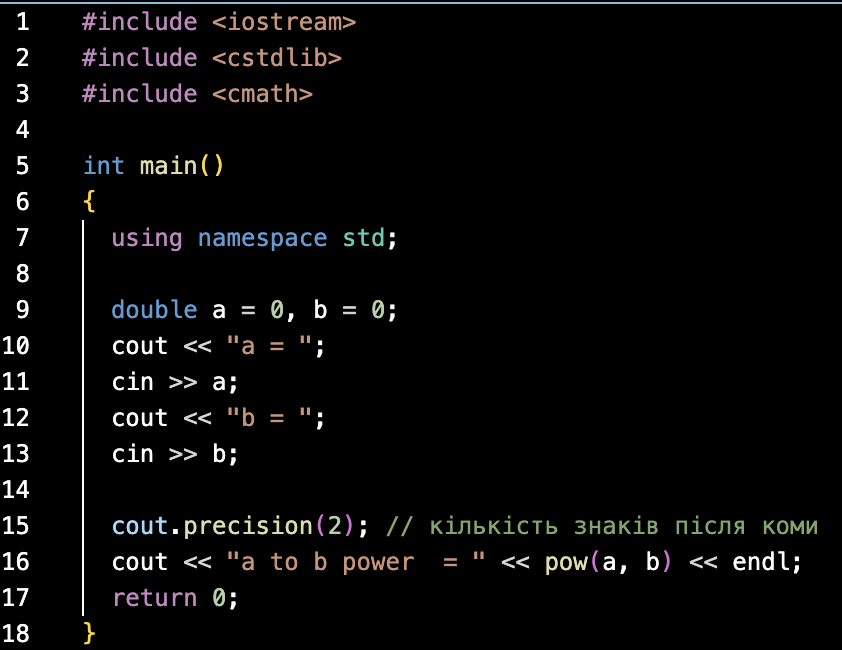 1 #include <iostream>
2 #include <cstdlib>
3 #include <cmath>
4
5 int main()
6 {
7 using namespace std;
8
9 double a = 0, b = 0;
10 cout << "a = ";
11 cin >> a;
12 cout << "b = ";
13 cin >> b;
14
15 cout.precision(2); // кількість знаків після коми
16 cout << "a to b power  = " << pow(a, b) << endl;
17 return 0;
18 }